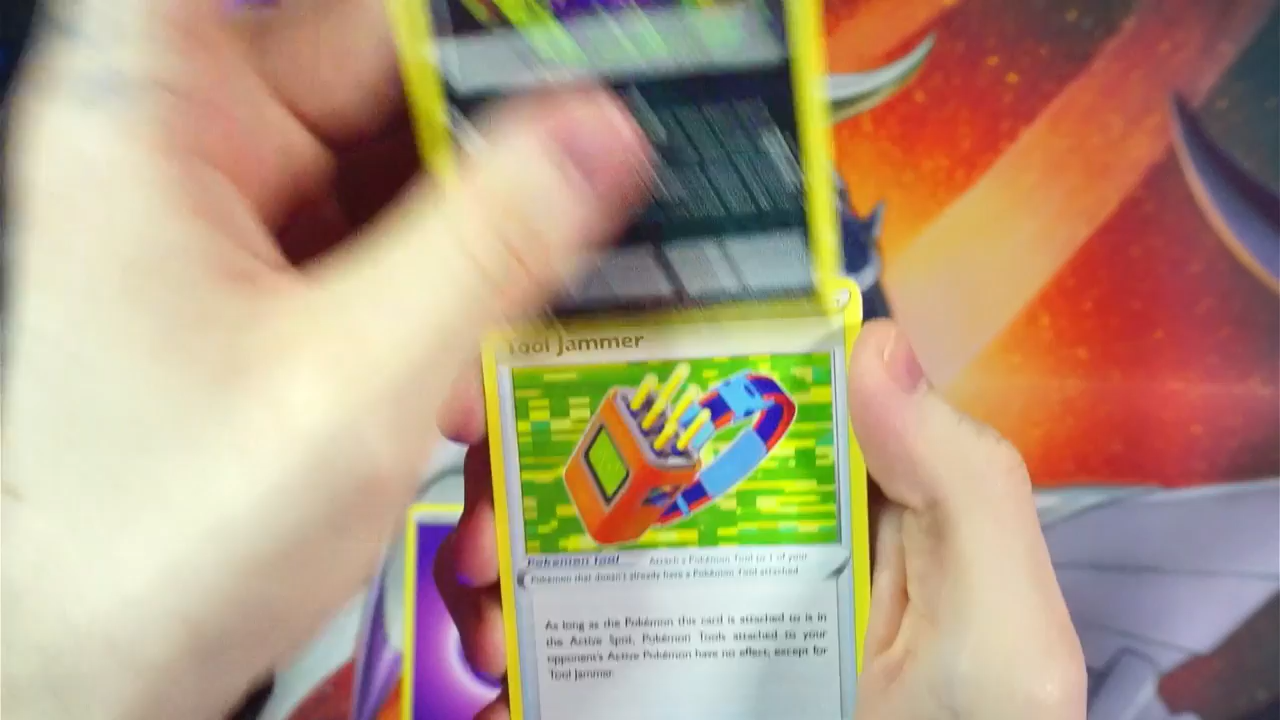 Tool Jammer
Pokémon Tool Attach a Pokémon Tool to 1 of your
Pokémon that doesn't already have a Pokémon Tool attached.
As long as the Pokémon this card is attached to is in
the Active Spot, Pokémon Tools attached to your
opponent's Active Pokémon have no effect, except for
Tool Jammer.